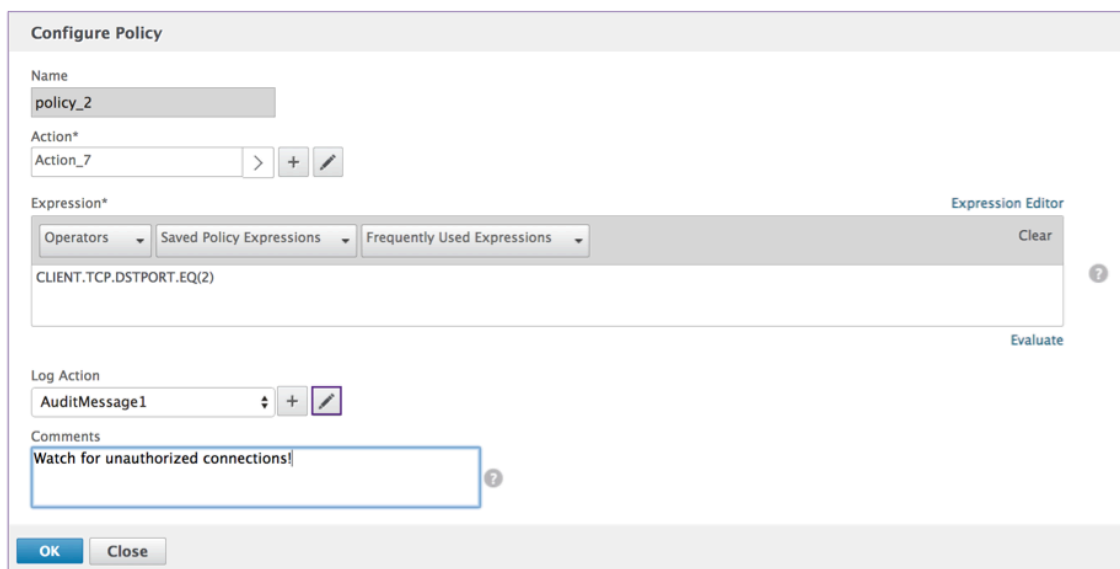 Configure Policy
Name
policy_2
Action*
Action_7
> +
Expression* Expression Editor
Operators Saved Policy Expressions Frequently Used Expressions Clear
CLIENT.TCP.DSTPORT.EQ(2)
?
Evaluate
Log Action
AuditMessage1 +
Comments
Watch for unauthorized connections!
?
OK Close